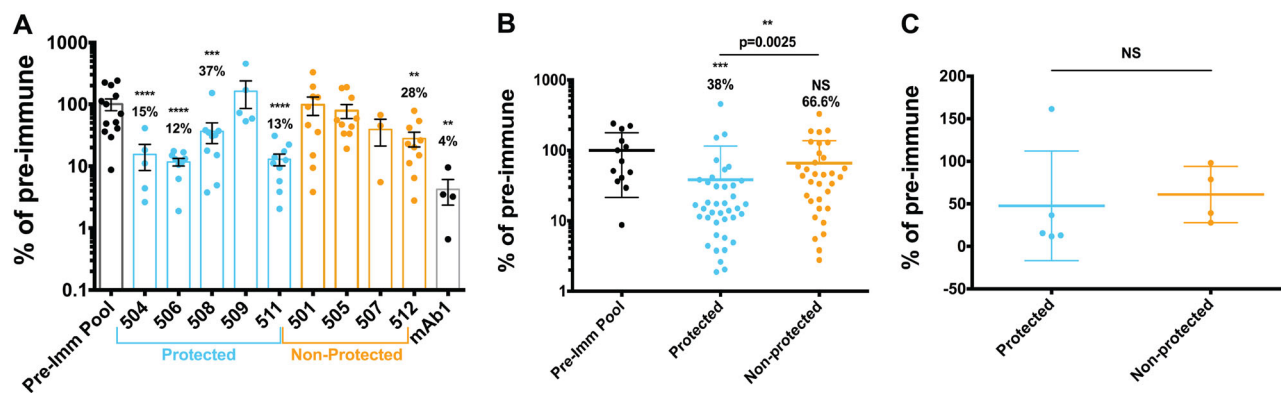 A
% of pre-immune
1000
100
10
1
0.1
****
15%
****
12%
***
37%
****
13%
**
28%
**
4%
Pre-Imm Pool
504
506
508
509
511
501
505
507
512
mAb1
Protected
Non-Protected
B
% of pre-immune
1000
100
10
1
**
p=0.0025
***
38%
NS
66.6%
Pre-Imm Pool
Protected
Non-protected
C
% of pre-immune
200
150
100
50
0
-50
NS
Protected
Non-protected